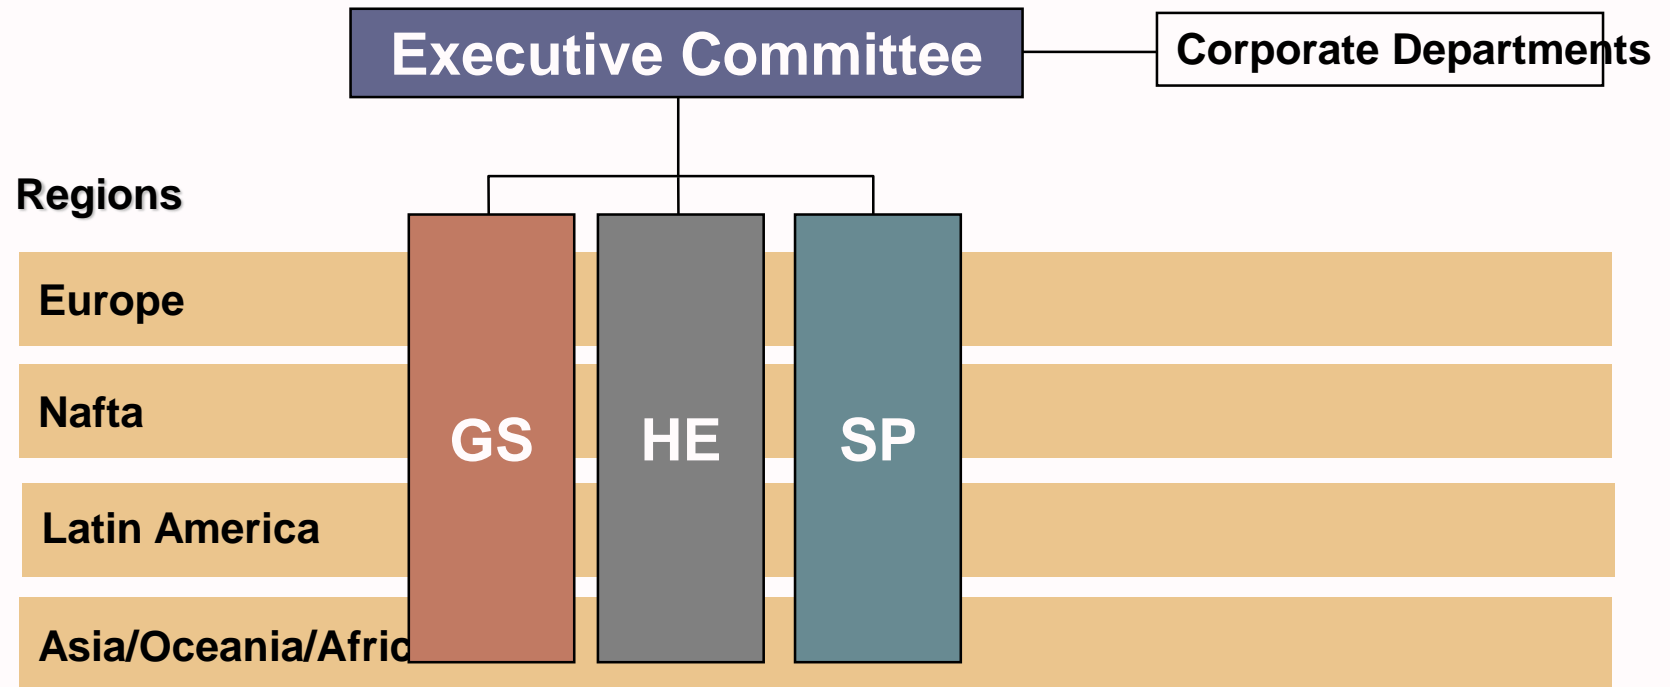 Executive Committee
Corporate Departments
Regions
Europe
Nafta
GS
HE
SP
Latin America
Asia/Oceania/Afric